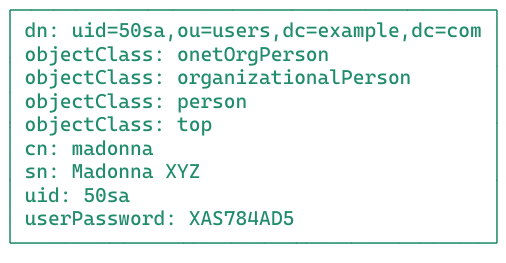 dn: uid=50sa,ou=users,dc=example,dc=com
objectClass: onetOrgPerson
objectClass: organizationalPerson
objectClass: person
objectClass: top
cn: madonna
sn: Madonna XYZ
uid: 50sa
userPassword: XAS784AD5